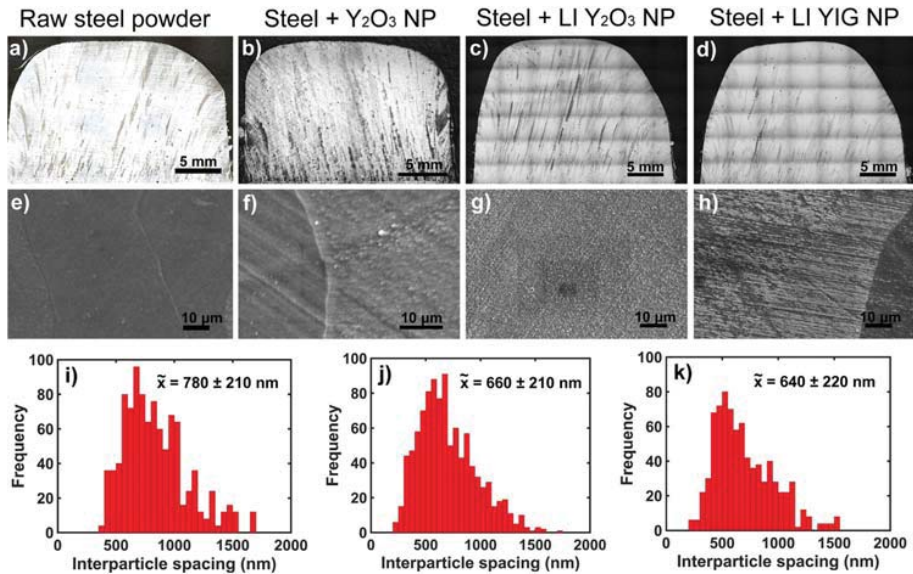 Raw steel powder Steel + Y₂O₃ NP Steel + LI Y₂O₃ NP Steel + LI YIG NP
a) b) c) d)
5 mm 5 mm 5 mm 5 mm
e) f) g) h)
10 µm 10 µm 10 µm 10 µm
i) x̃ = 780 ± 210 nm
100
80
60
40
20
0
Frequency
0 500 1000 1500 2000
Interparticle spacing (nm)
j) x̃ = 660 ± 210 nm
100
80
60
40
20
0
Frequency
0 500 1000 1500 2000
Interparticle spacing (nm)
k) x̃ = 640 ± 220 nm
100
80
60
40
20
0
Frequency
0 500 1000 1500 2000
Interparticle spacing (nm)